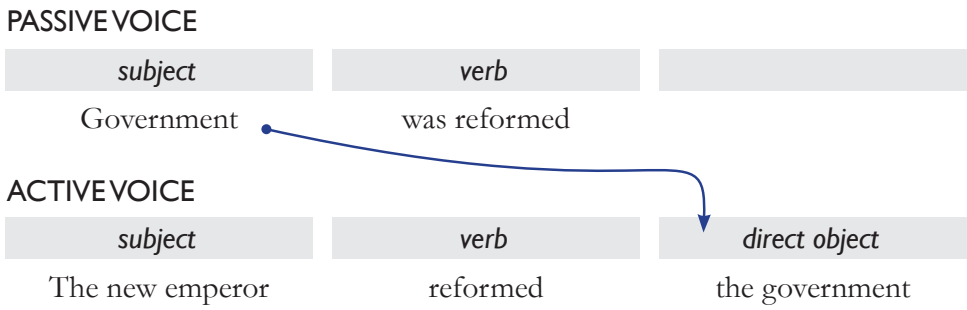 PASSIVE VOICE
subject verb
Government was reformed
ACTIVE VOICE
subject verb direct object
The new emperor reformed the government